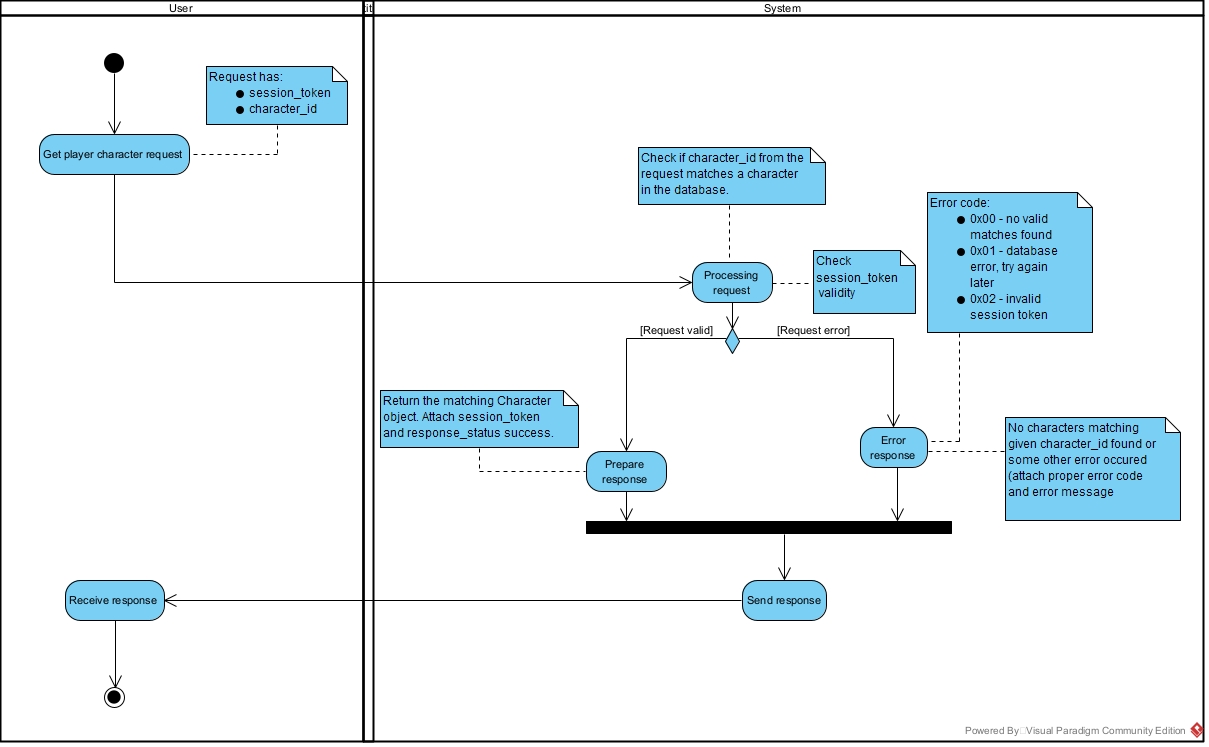 User
System
Request has:
● session_token
● character_id
Get player character request
Check if character_id from the
request matches a character
in the database.
Error code:
● 0x00 - no valid
matches found
● 0x01 - database
error, try again
later
● 0x02 - invalid
session token
Check
session_token
validity
Processing
request
[Request valid]
[Request error]
Return the matching Character
object. Attach session_token
and response_status success.
No characters matching
given character_id found or
some other error occured
(attach proper error code
and error message
Error
response
Prepare
response
Receive response
Send response
Powered By Visual Paradigm Community Edition